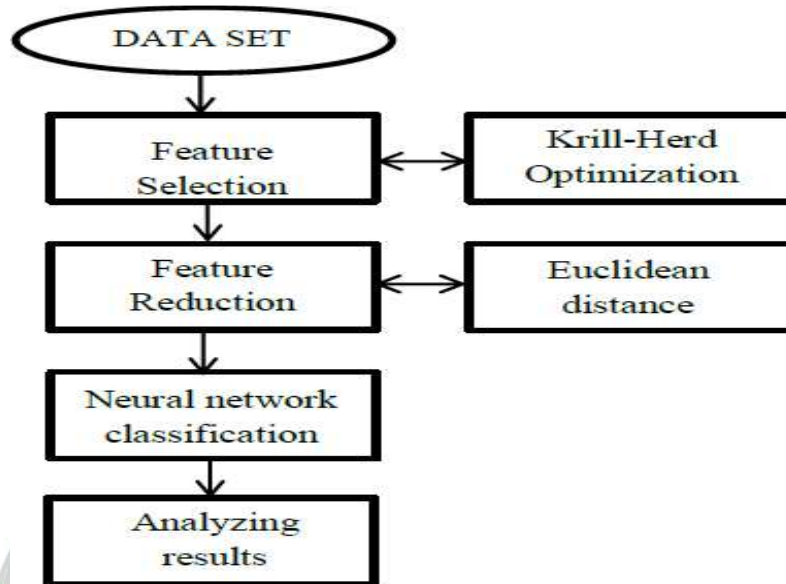 DATA SET
Feature
Selection
Krill-Herd
Optimization
Feature
Reduction
Euclidean
distance
Neural network
classification
Analyzing
results